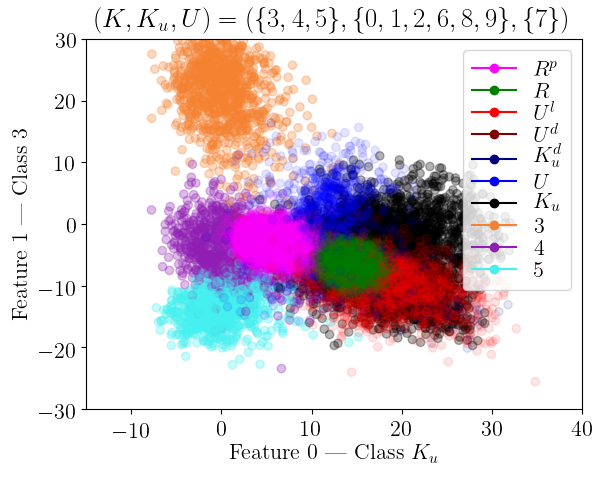 (K, K_u, U) = ({3, 4, 5}, {0, 1, 2, 6, 8, 9}, {7})
30
20
10
0
−10
−20
−30
Feature 1 — Class 3
R^p
R
U^l
U^d
K_u^d
U
K_u
3
4
5
−10 0 10 20 30 40
Feature 0 — Class K_u